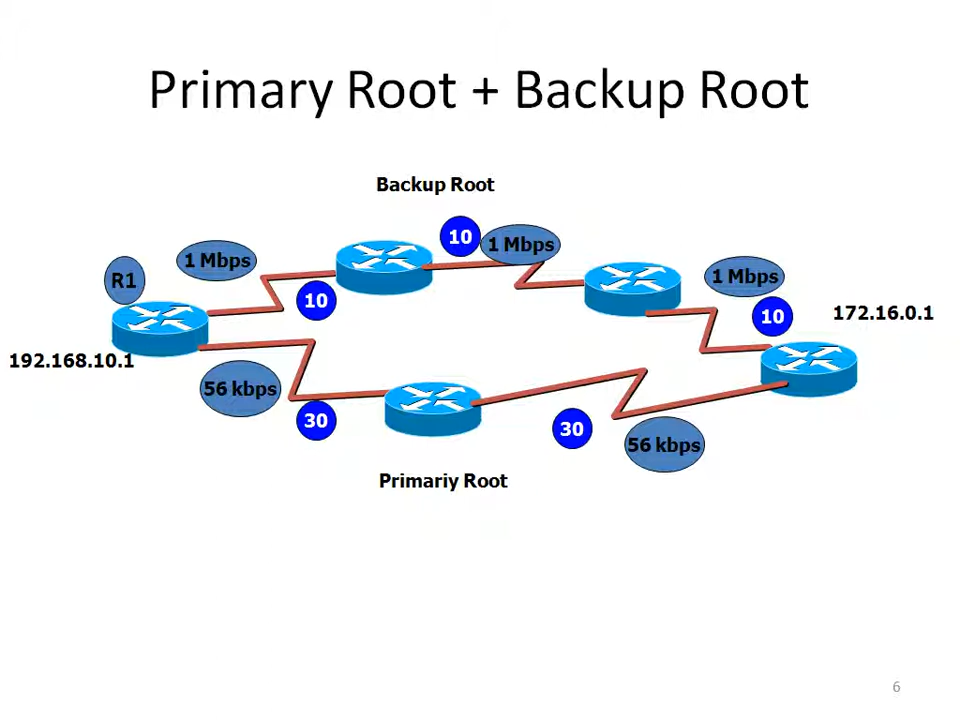 Primary Root + Backup Root
Backup Root
10
1 Mbps
1 Mbps
1 Mbps
R1
10
10
172.16.0.1
192.168.10.1
56 kbps
30
30
56 kbps
Primariy Root
6